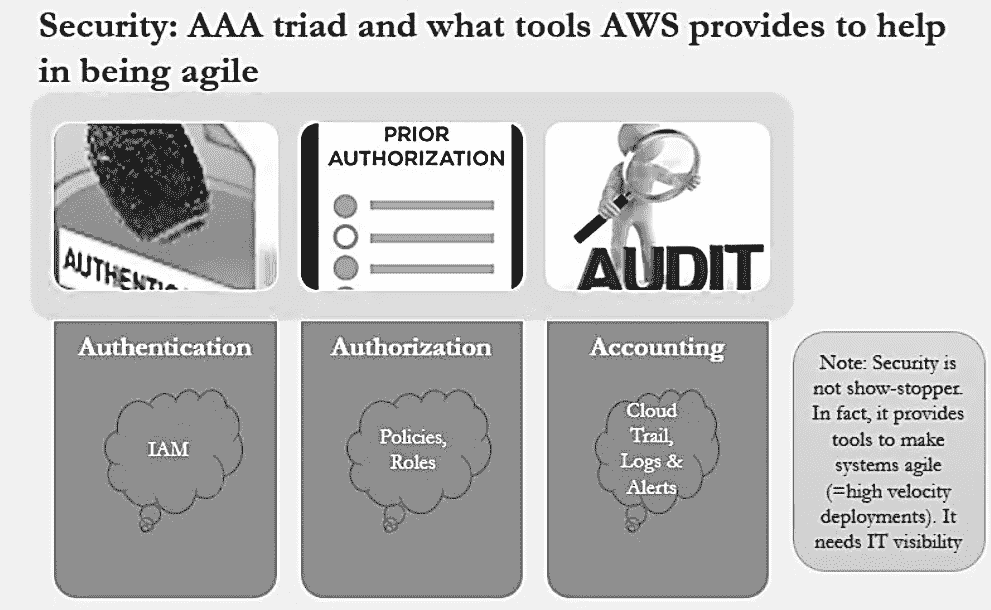 Security: AAA triad and what tools AWS provides to help
in being agile
PRIOR
AUTHORIZATION
AUDIT
Authentication
Authorization
Accounting
IAM
Policies,
Roles
Cloud
Trail,
Logs &
Alerts
Note: Security is
not show-stopper.
In fact, it provides
tools to make
systems agile
(=high velocity
deployments). It
needs IT visibility